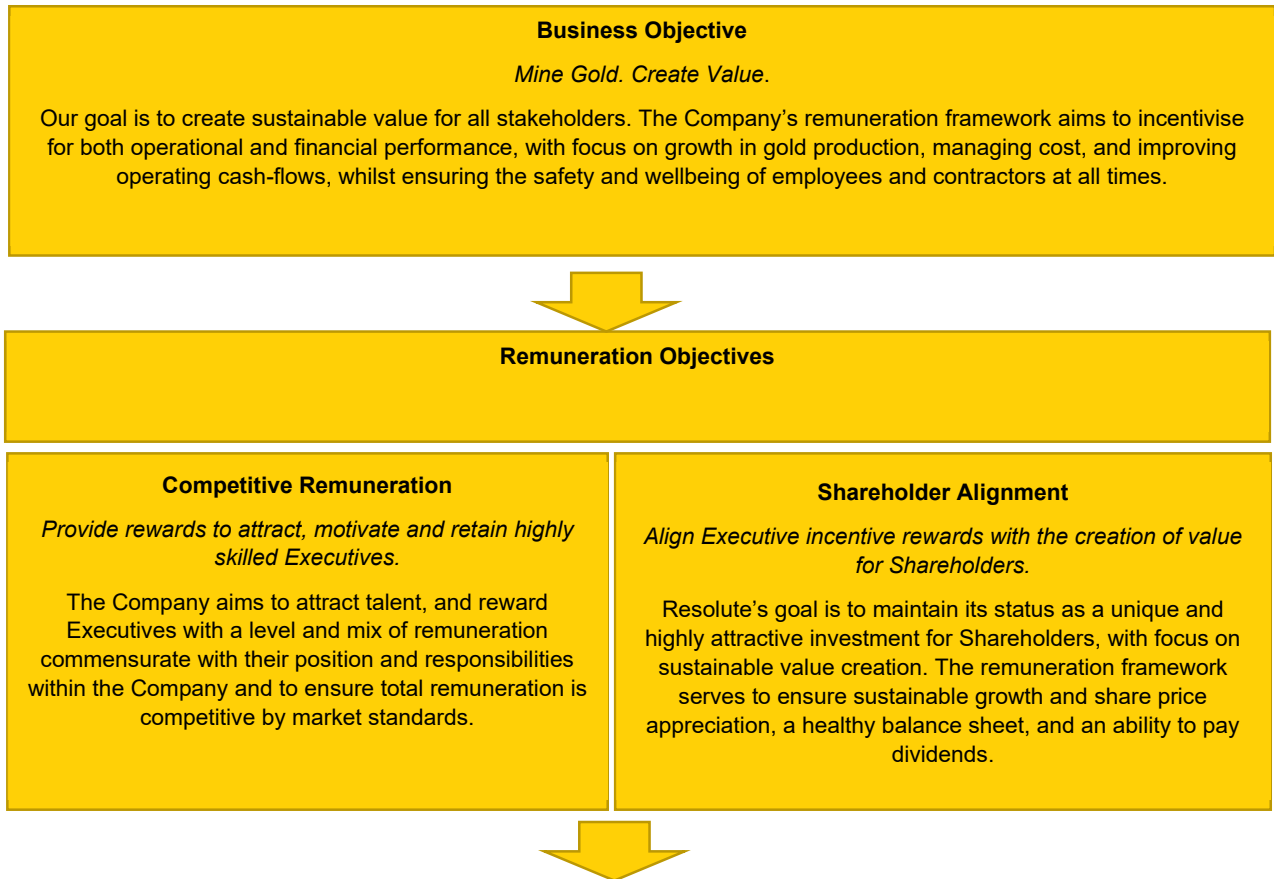 Business Objective
Mine Gold. Create Value.
Our goal is to create sustainable value for all stakeholders. The Company’s remuneration framework aims to incentivise
for both operational and financial performance, with focus on growth in gold production, managing cost, and improving
operating cash-flows, whilst ensuring the safety and wellbeing of employees and contractors at all times.
Remuneration Objectives
Competitive Remuneration
Provide rewards to attract, motivate and retain highly
skilled Executives.
The Company aims to attract talent, and reward
Executives with a level and mix of remuneration
commensurate with their position and responsibilities
within the Company and to ensure total remuneration is
competitive by market standards.
Shareholder Alignment
Align Executive incentive rewards with the creation of value
for Shareholders.
Resolute’s goal is to maintain its status as a unique and
highly attractive investment for Shareholders, with focus on
sustainable value creation. The remuneration framework
serves to ensure sustainable growth and share price
appreciation, a healthy balance sheet, and an ability to pay
dividends.